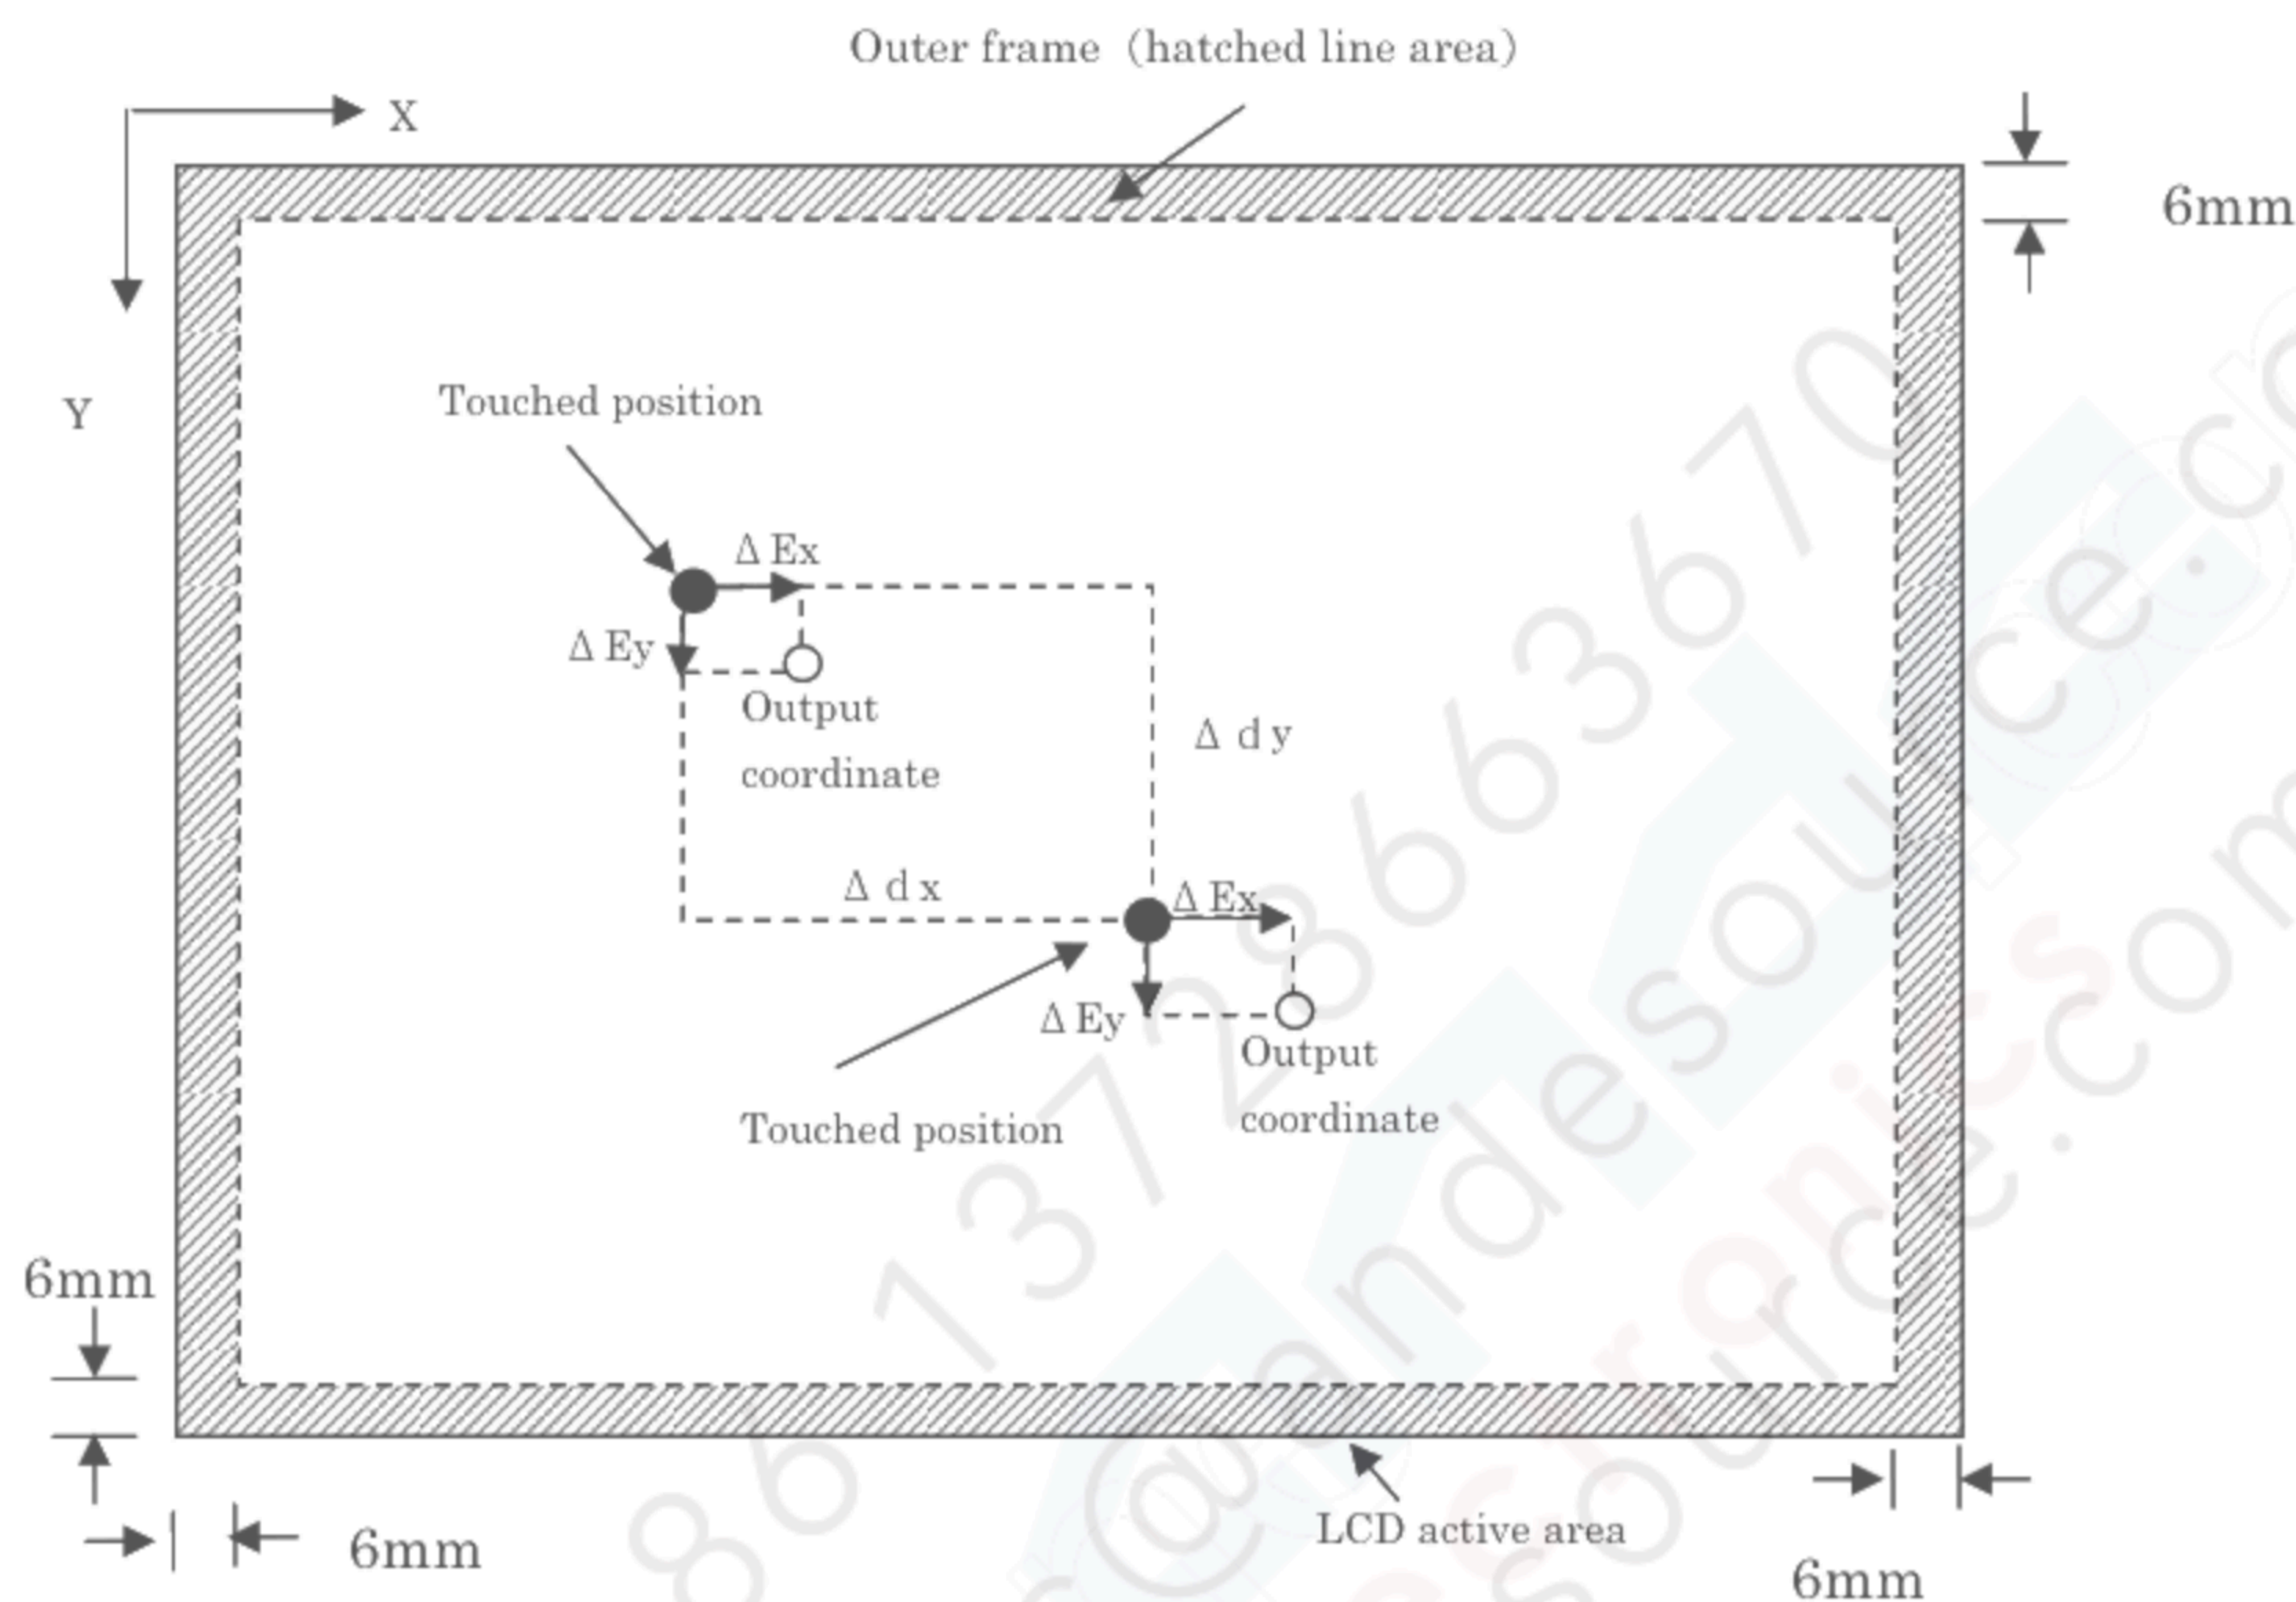 Outer frame (hatched line area)
X
6mm
Y
Touched position
Δ Ex
Δ Ey
Output
coordinate
Δ d y
Δ d x
Δ Ex
Δ Ey
Output
coordinate
Touched position
6mm
LCD active area
6mm
6mm